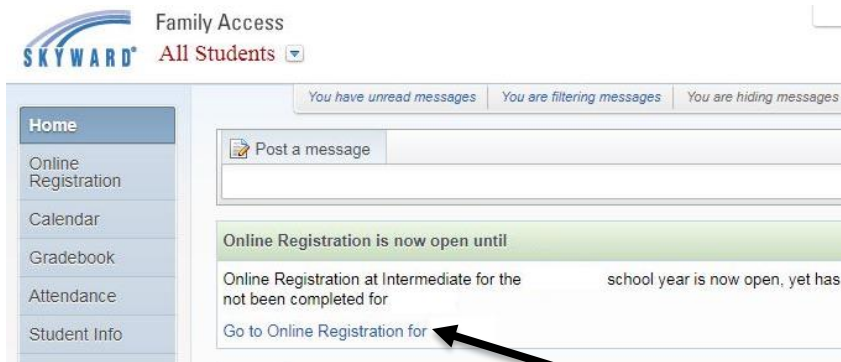 SKYWARD®
Family Access
All Students
You have unread messages
You are filtering messages
You are hiding messages
Home
Online
Registration
Calendar
Gradebook
Attendance
Student Info
Post a message
Online Registration is now open until
Online Registration at Intermediate for the school year is now open, yet has
not been completed for
Go to Online Registration for